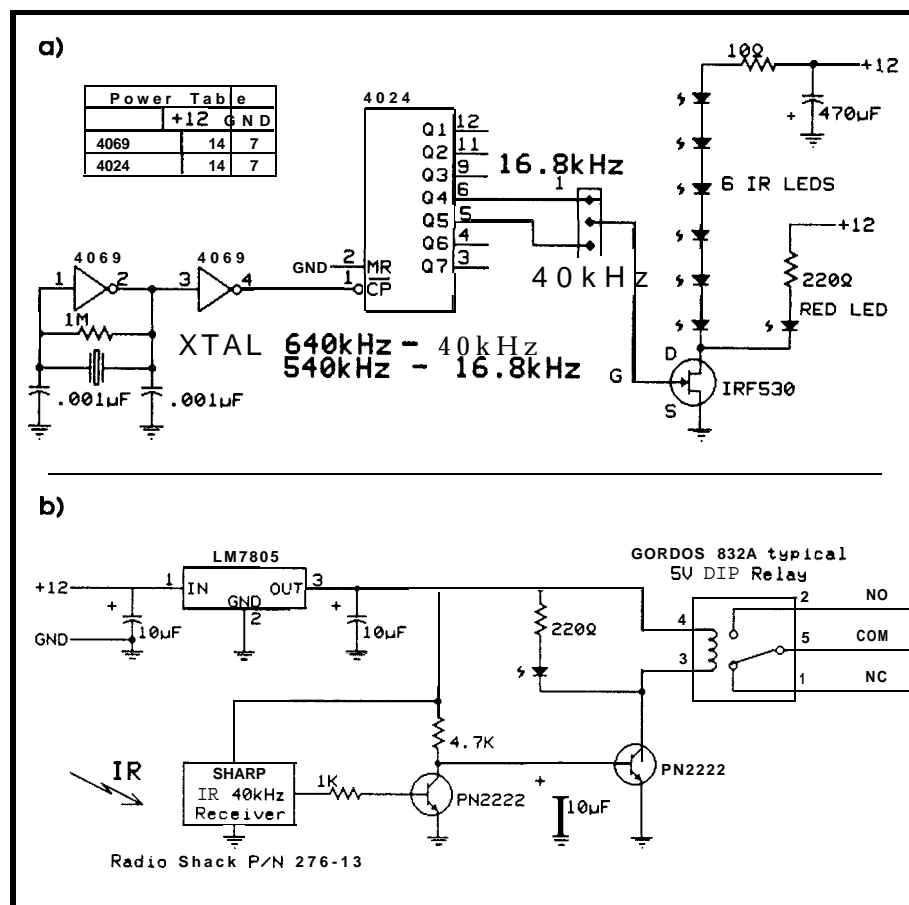 a)
Power Table
+12 GND
4069 14 7
4024 14 7
4024
Q1 12
Q2 11
Q3 9
Q4 6
Q5 5
Q6 4
Q7 3
2 MR
1 CP
GND
16.8kHz
1
40kHz
10Ω
+12
+ 470µF
6 IR LEDS
+12
220Ω
RED LED
D
G
S
IRF530
4069
1 2
4069
3 4
1M
XTAL 640kHz - 40kHz
540kHz - 16.8kHz
.001µF
.001µF
b)
LM7805
+12
1 IN OUT 3
GND
2
+
10µF
+
10µF
GND
220Ω
GORDOS 832A typical
5V DIP Relay
4
3
2 NO
5 COM
1 NC
4.7K
IR
SHARP
IR 40kHz
Receiver
1K
PN2222
+
10µF
PN2222
Radio Shack P/N 276-13